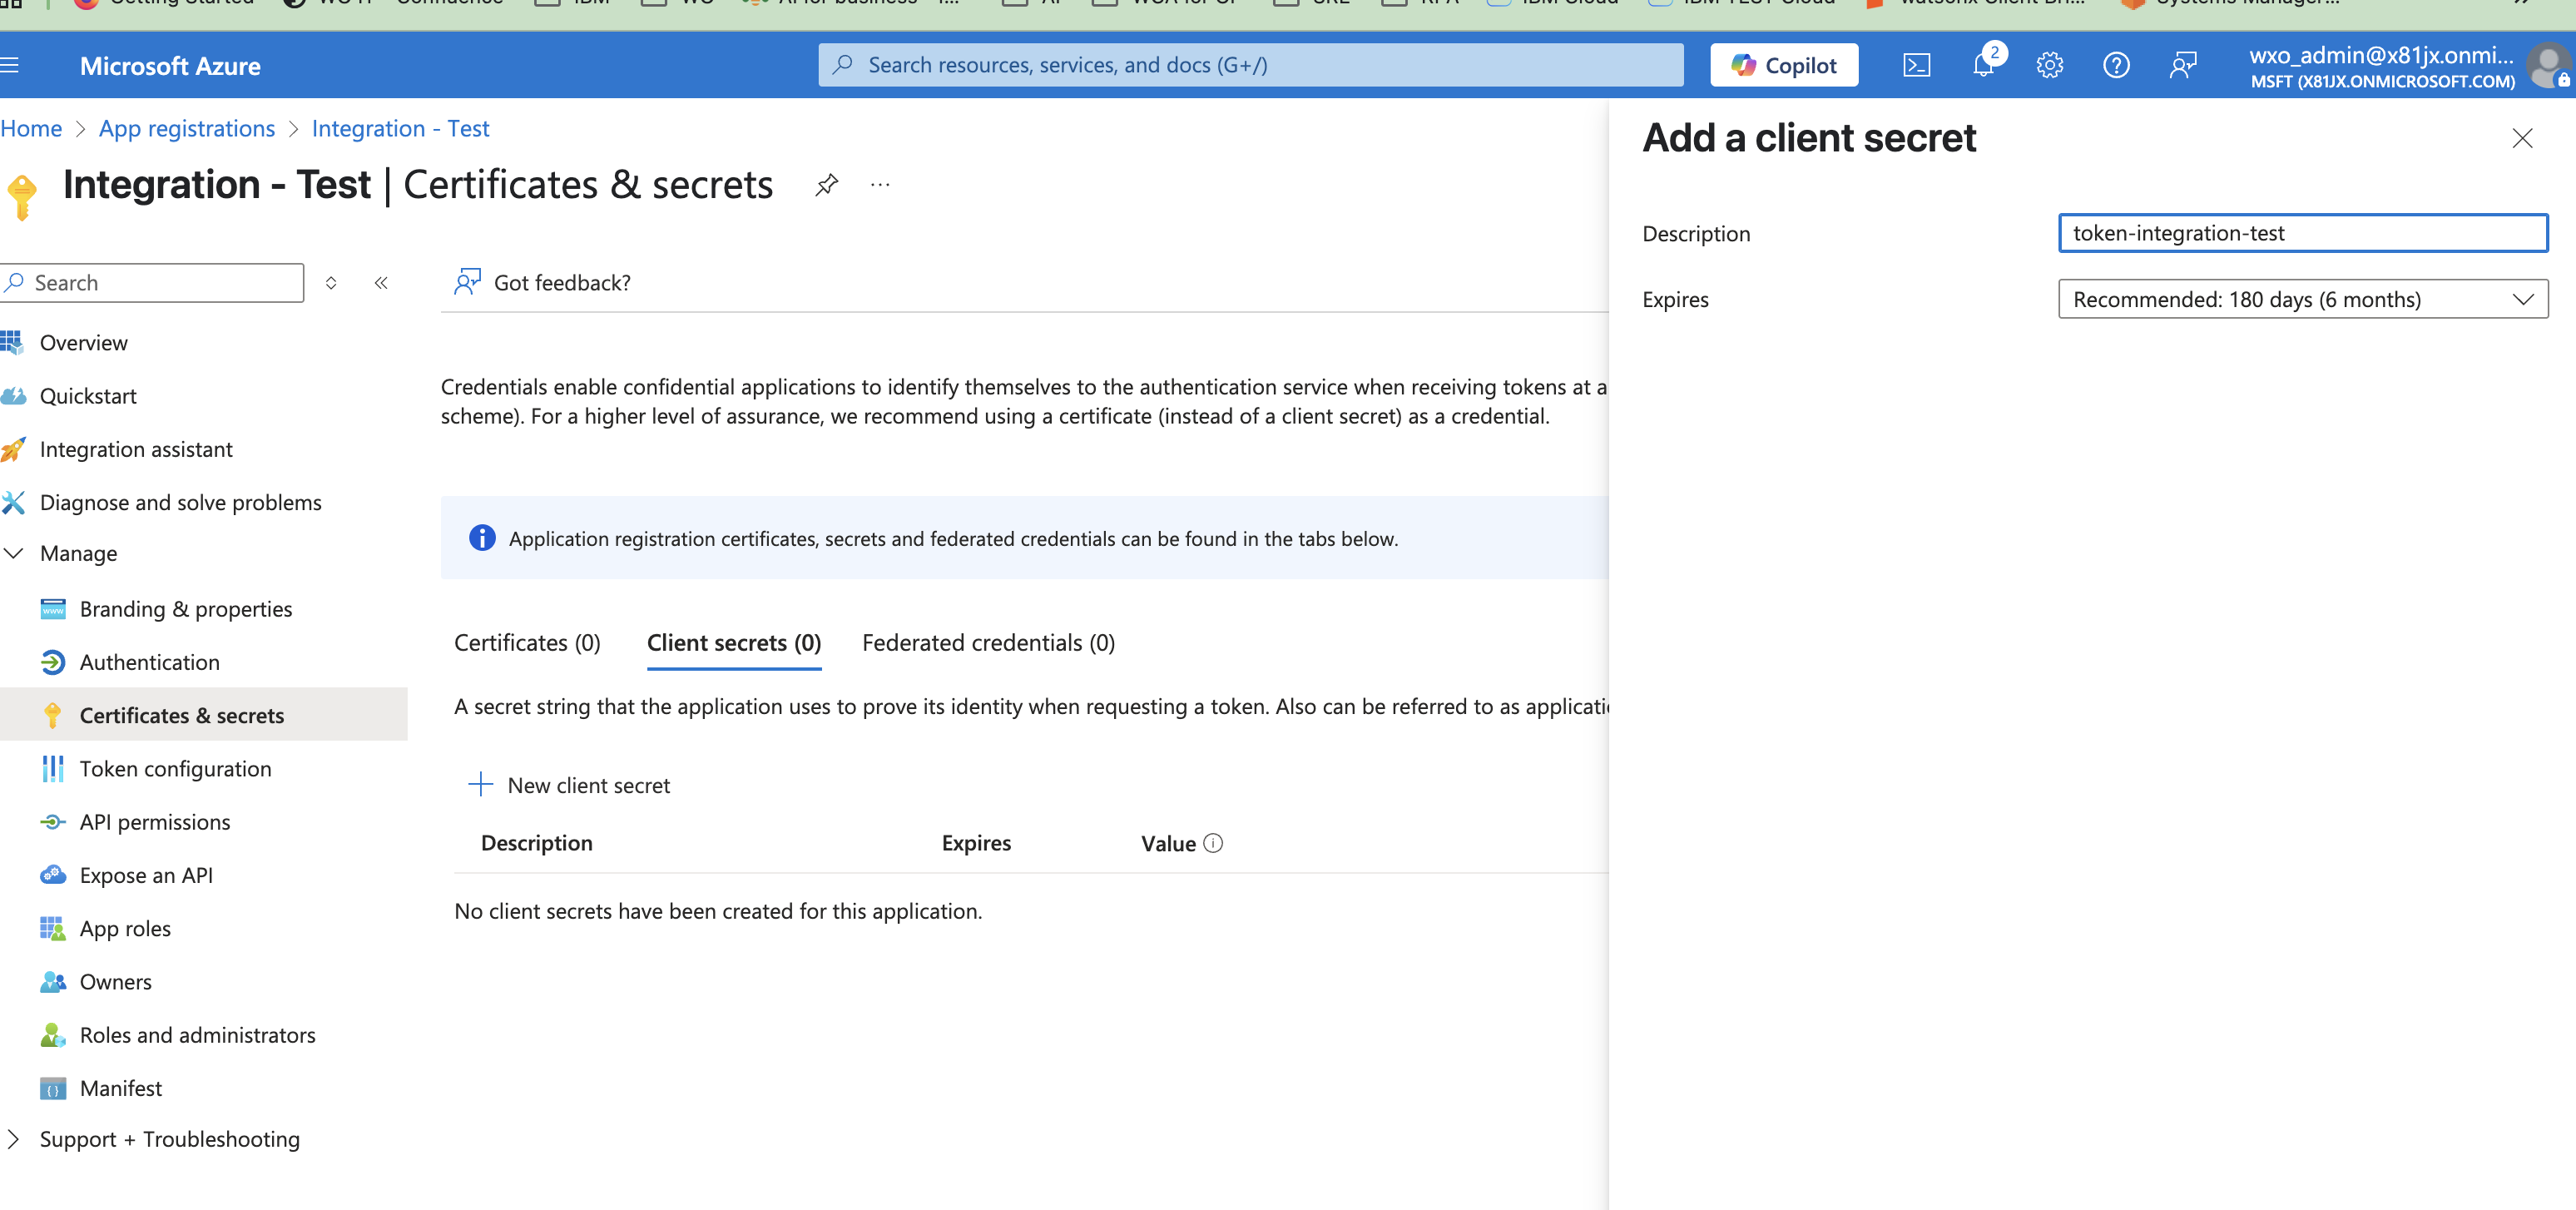 Microsoft Azure
Search resources, services, and docs (G+/)
Copilot
2
wxo_admin@x81jx.onmi...
MSFT (X81JX.ONMICROSOFT.COM)
Home > App registrations > Integration - Test
Integration - Test | Certificates & secrets
...
Search
Overview
Quickstart
Integration assistant
Diagnose and solve problems
Manage
Branding & properties
Authentication
Certificates & secrets
Token configuration
API permissions
Expose an API
App roles
Owners
Roles and administrators
Manifest
Support + Troubleshooting
Got feedback?
Credentials enable confidential applications to identify themselves to the authentication service when receiving tokens at a
scheme). For a higher level of assurance, we recommend using a certificate (instead of a client secret) as a credential.
Application registration certificates, secrets and federated credentials can be found in the tabs below.
Certificates (0) Client secrets (0) Federated credentials (0)
A secret string that the application uses to prove its identity when requesting a token. Also can be referred to as applicati
New client secret
Description Expires Value
No client secrets have been created for this application.
Add a client secret
Description
token-integration-test
Expires
Recommended: 180 days (6 months)